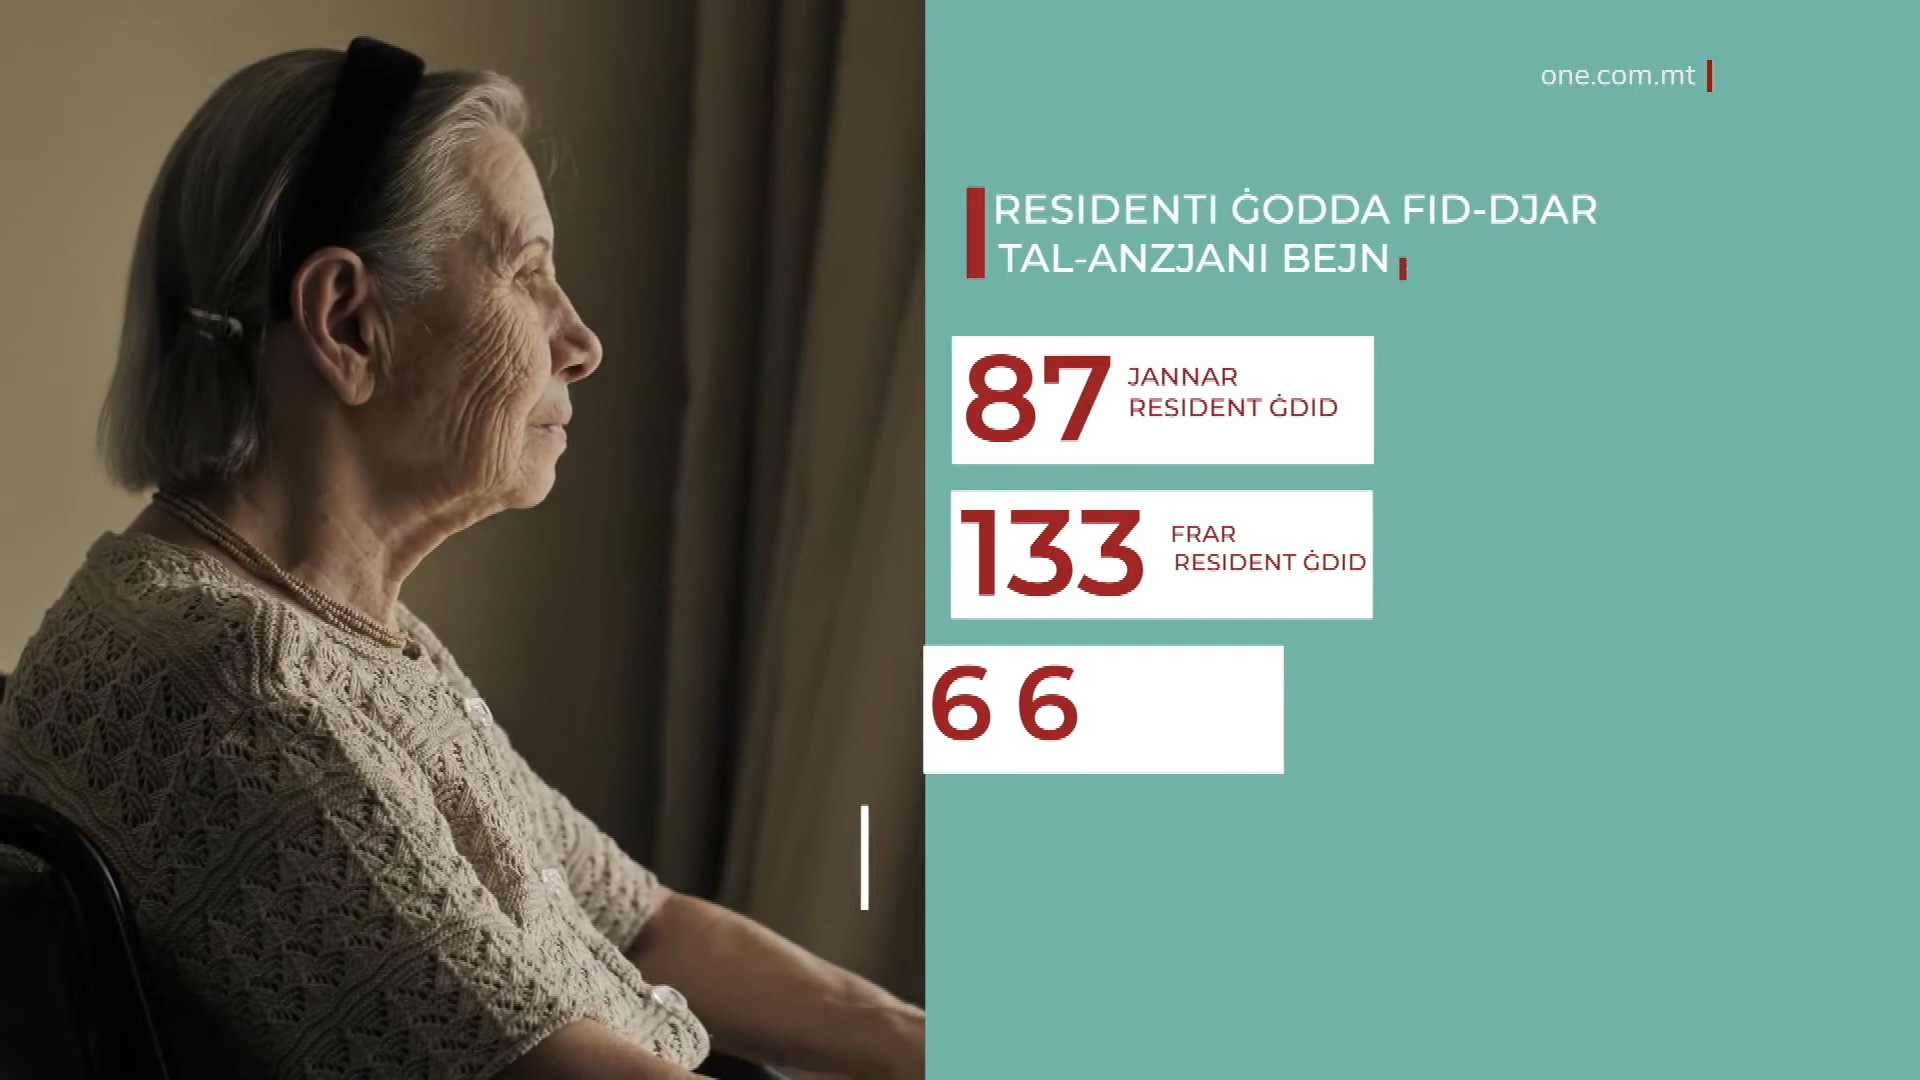 one.com.mt
RESIDENTI ĠODDA FID-DJAR
TAL-ANZJANI BEJN
87 JANNAR
RESIDENT ĠDID
133 FRAR
RESIDENT ĠDID
6 6